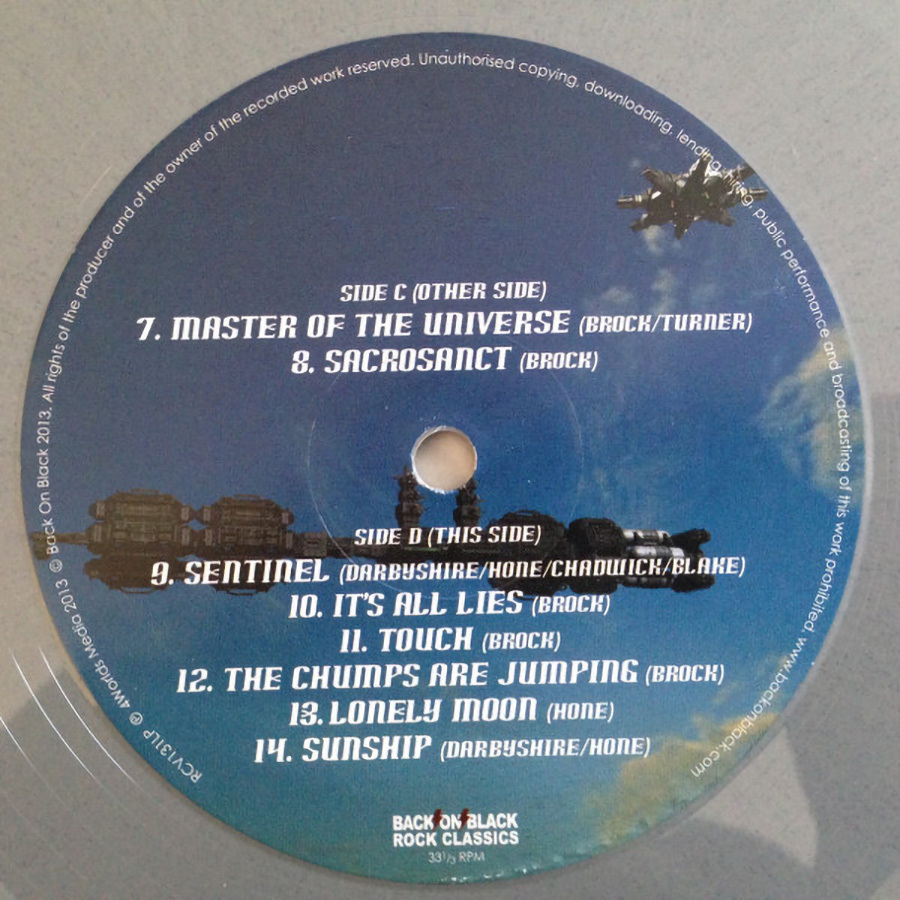 RCV131LP ℗ 4Worlds Media 2013 © Back On Black 2013. All rights of the producer and of the owner of the recorded work reserved. Unauthorised copying, downloading, lending, hiring, public performance and broadcasting of this work prohibited. www.backonblack.com
SIDE C (OTHER SIDE)
7. MASTER OF THE UNIVERSE (BROCK/TURNER)
8. SACROSANCT (BROCK)
SIDE D (THIS SIDE)
9. SENTINEL (DARBYSHIRE/HONE/CHADWICK/BLAKE)
10. IT'S ALL LIES (BROCK)
11. TOUCH (BROCK)
12. THE CHUMPS ARE JUMPING (BROCK)
13. LONELY MOON (HONE)
14. SUNSHIP (DARBYSHIRE/HONE)
BACK ON BLACK
ROCK CLASSICS
33⅓ RPM